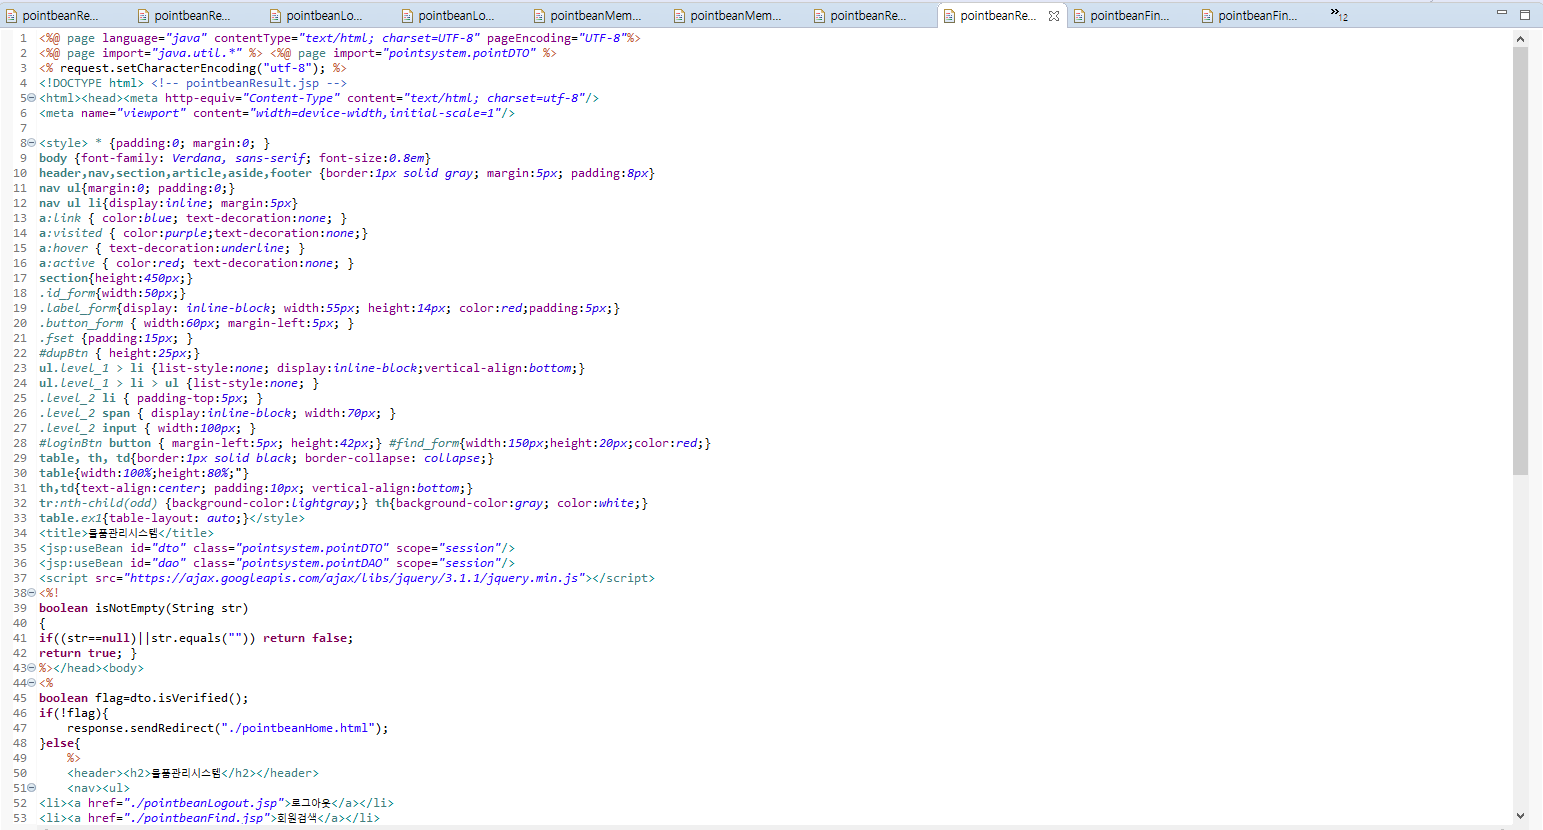 pointbeanRe... pointbeanRe... pointbeanLo... pointbeanLo... pointbeanMem... pointbeanMem... pointbeanRe... pointbeanRe... pointbeanFin... pointbeanFin... »12
1 <%@ page language="java" contentType="text/html; charset=UTF-8" pageEncoding="UTF-8"%>
2 <%@ page import="java.util.*" %> <%@ page import="pointsystem.pointDTO" %>
3 <% request.setCharacterEncoding("utf-8"); %>
4 <!DOCTYPE html> <!-- pointbeanResult.jsp -->
5 <html><head><meta http-equiv="Content-Type" content="text/html; charset=utf-8"/>
6 <meta name="viewport" content="width=device-width,initial-scale=1"/>
7
8 <style> * {padding:0; margin:0; }
9 body {font-family: Verdana, sans-serif; font-size:0.8em}
10 header,nav,section,article,aside,footer {border:1px solid gray; margin:5px; padding:8px}
11 nav ul{margin:0; padding:0;}
12 nav ul li{display:inline; margin:5px}
13 a:link { color:blue; text-decoration:none; }
14 a:visited { color:purple;text-decoration:none;}
15 a:hover { text-decoration:underline; }
16 a:active { color:red; text-decoration:none; }
17 section{height:450px;}
18 .id_form{width:50px;}
19 .label_form{display: inline-block; width:55px; height:14px; color:red;padding:5px;}
20 .button_form { width:60px; margin-left:5px; }
21 .fset {padding:15px; }
22 #dupBtn { height:25px;}
23 ul.level_1 > li {list-style:none; display:inline-block;vertical-align:bottom;}
24 ul.level_1 > li > ul {list-style:none; }
25 .level_2 li { padding-top:5px; }
26 .level_2 span { display:inline-block; width:70px; }
27 .level_2 input { width:100px; }
28 #loginBtn button { margin-left:5px; height:42px;} #find_form{width:150px;height:20px;color:red;}
29 table, th, td{border:1px solid black; border-collapse: collapse;}
30 table{width:100%;height:80%;"}
31 th,td{text-align:center; padding:10px; vertical-align:bottom;}
32 tr:nth-child(odd) {background-color:lightgray;} th{background-color:gray; color:white;}
33 table.ex1{table-layout: auto;}</style>
34 <title>물품관리시스템</title>
35 <jsp:useBean id="dto" class="pointsystem.pointDTO" scope="session"/>
36 <jsp:useBean id="dao" class="pointsystem.pointDAO" scope="session"/>
37 <script src="https://ajax.googleapis.com/ajax/libs/jquery/3.1.1/jquery.min.js"></script>
38 <%!
39 boolean isNotEmpty(String str)
40 {
41 if((str==null)||str.equals("")) return false;
42 return true; }
43 %></head><body>
44 <%
45 boolean flag=dto.isVerified();
46 if(!flag){
47 response.sendRedirect("./pointbeanHome.html");
48 }else{
49 %>
50 <header><h2>물품관리시스템</h2></header>
51 <nav><ul>
52 <li><a href="./pointbeanLogout.jsp">로그아웃</a></li>
53 <li><a href="./pointbeanFind.jsp">회원검색</a></li>